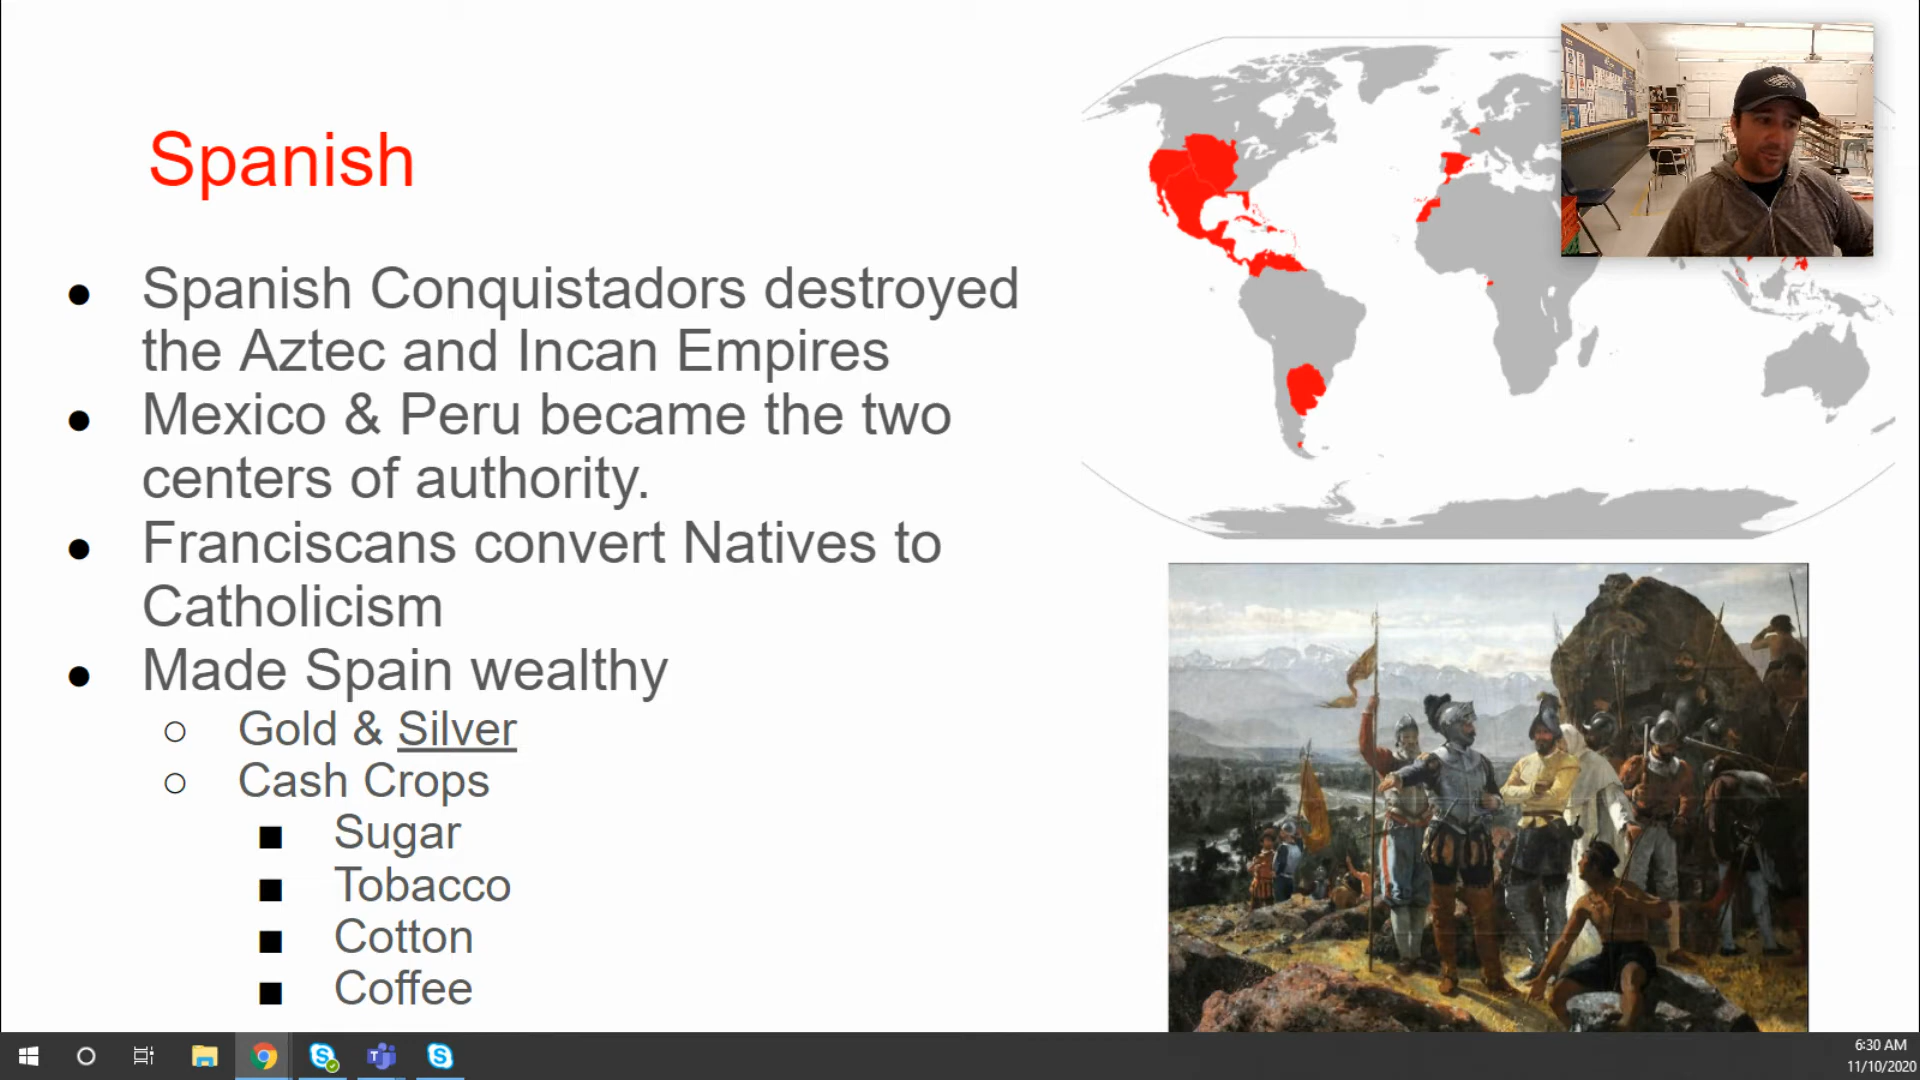 Spanish
Spanish Conquistadors destroyed
the Aztec and Incan Empires
Mexico & Peru became the two
centers of authority.
Franciscans convert Natives to
Catholicism
Made Spain wealthy
Gold & Silver
Cash Crops
Sugar
Tobacco
Cotton
Coffee
6:30 AM
11/10/2020